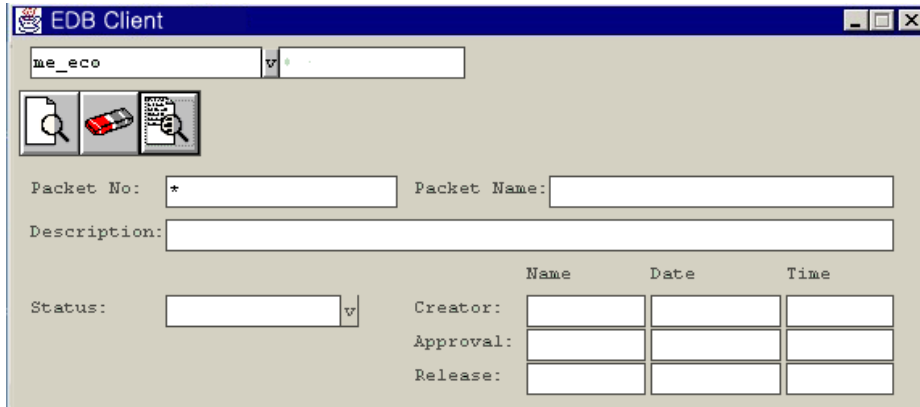 EDB Client
me_eco v
Packet No: * Packet Name:
Description:
Name Date Time
Status: v Creator:
Approval:
Release: